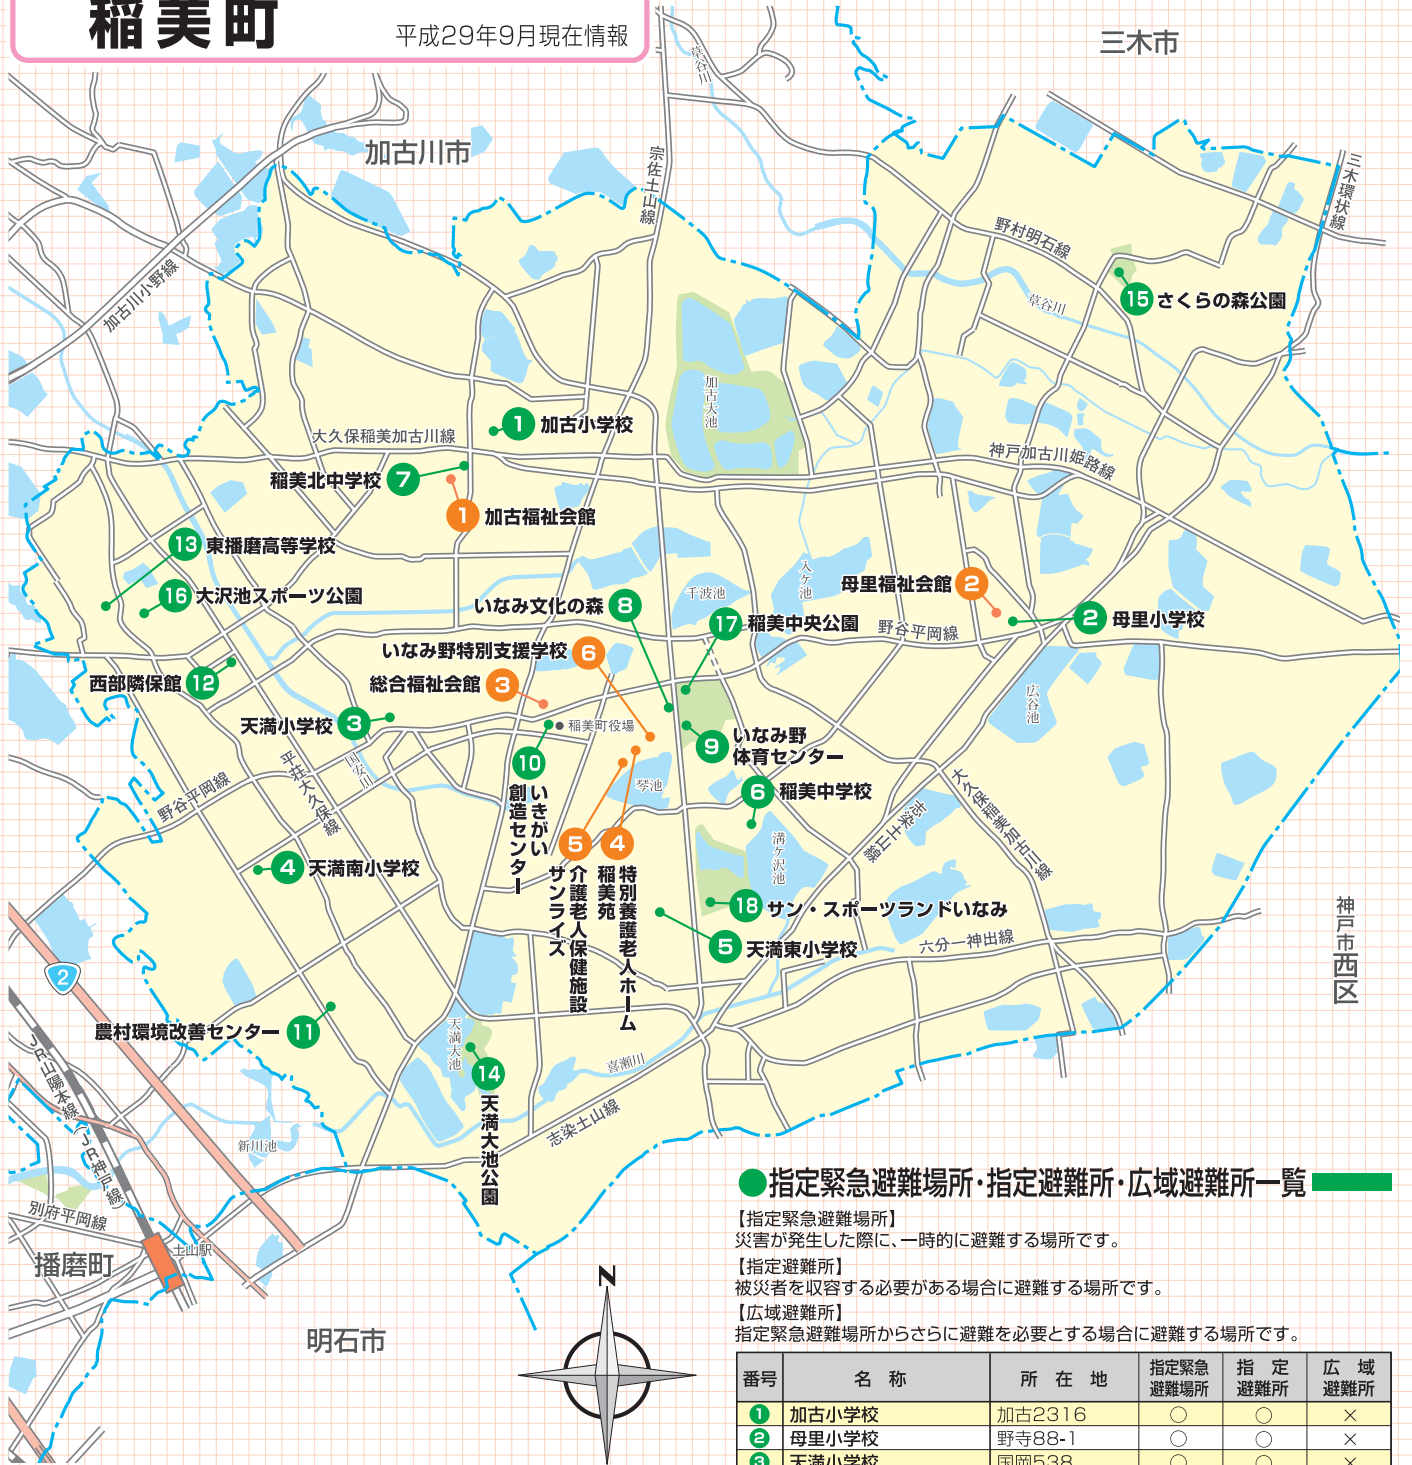 稲美町
平成29年9月現在情報
三木市
草谷川
加古川市
宗佐土山線
三木環状線
野村明石線
加古川小野線
15 さくらの森公園
草谷川
加古大池
1 加古小学校
大久保稲美加古川線
神戸加古川姫路線
稲美北中学校 7
1 加古福祉会館
13 東播磨高等学校
入ケ池
母里福祉会館 2
16 大沢池スポーツ公園
千波池
いなみ文化の森 8
17 稲美中央公園
野谷平岡線
2 母里小学校
いなみ野特別支援学校 6
西部隣保館 12
総合福祉会館 3
広谷池
天満小学校 3
稲美町役場
9 いなみ野
体育センター
国安川
平荘大久保線
10
いきがい
創造センター
琴池
6 稲美中学校
野谷平岡線
大久保稲美加古川線
志染土山線
5
介護老人保健施設
サンライズ
4
特別養護老人ホーム
稲美苑
溝ケ沢池
4 天満南小学校
18 サン・スポーツランドいなみ
神戸市西区
5 天満東小学校
六分一神出線
2
農村環境改善センター 11
天満大池
JR山陽本線(JR神戸線)
喜瀬川
14
天満大池公園
志染土山線
新川池
別府平岡線
土山駅
播磨町
明石市
N
●指定緊急避難場所・指定避難所・広域避難所一覧
【指定緊急避難場所】
災害が発生した際に、一時的に避難する場所です。
【指定避難所】
被災者を収容する必要がある場合に避難する場所です。
【広域避難所】
指定緊急避難場所からさらに避難を必要とする場合に避難する場所です。
番号 名称 所在地 指定緊急避難場所 指定避難所 広域避難所
1 加古小学校 加古2316 ○ ○ ×
2 母里小学校 野寺88-1 ○ ○ ×
3 天満小学校 国岡538 ○ ○ ×